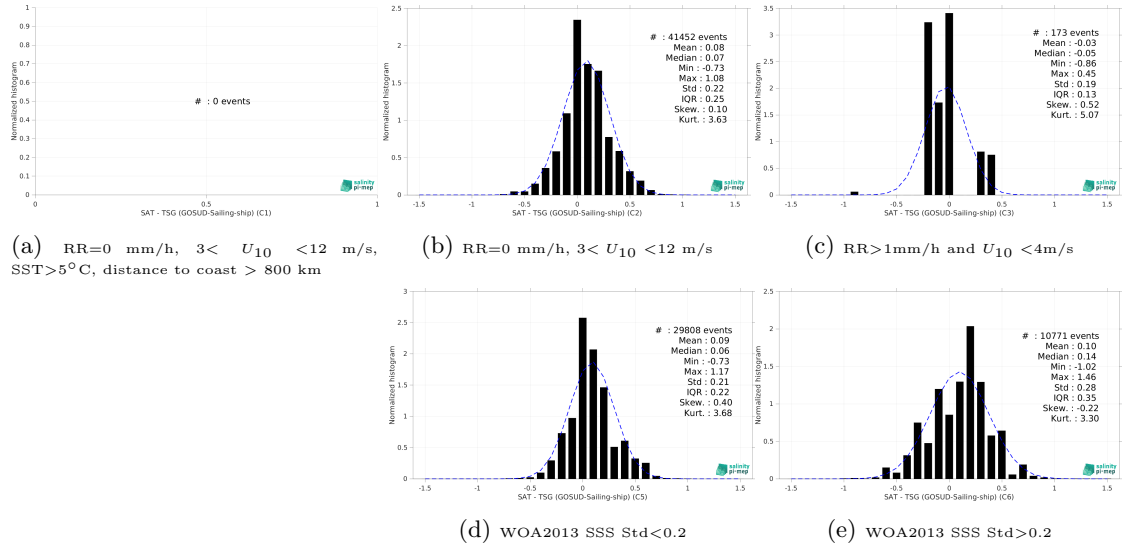 1
0.9
0.8
0.7
0.6
0.5
0.4
0.3
0.2
0.1
0
Normalized histogram
# : 0 events
0
0.5
1
salinity
pi-mep
SAT - TSG (GOSUD-Sailing-ship) (C1)
(a) RR=0 mm/h, 3< U10 <12 m/s,
SST>5°C, distance to coast > 800 km
2.5
2
1.5
1
0.5
0
Normalized histogram
# : 41452 events
Mean : 0.08
Median : 0.07
Min : -0.73
Max : 1.08
Std : 0.22
IQR : 0.25
Skew. : 0.10
Kurt. : 3.63
salinity
pi-mep
-1.5
-1
-0.5
0
0.5
1
1.5
SAT - TSG (GOSUD-Sailing-ship) (C2)
(b) RR=0 mm/h, 3< U10 <12 m/s
3.5
3
2.5
2
1.5
1
0.5
0
Normalized histogram
# : 173 events
Mean : -0.03
Median : -0.05
Min : -0.86
Max : 0.45
Std : 0.19
IQR : 0.13
Skew. : 0.52
Kurt. : 5.07
salinity
pi-mep
-1.5
-1
-0.5
0
0.5
1
1.5
SAT - TSG (GOSUD-Sailing-ship) (C3)
(c) RR>1mm/h and U10 <4m/s
3
2.5
2
1.5
1
0.5
0
Normalized histogram
# : 29808 events
Mean : 0.09
Median : 0.06
Min : -0.73
Max : 1.17
Std : 0.21
IQR : 0.22
Skew. : 0.40
Kurt. : 3.68
salinity
pi-mep
-1.5
-1
-0.5
0
0.5
1
1.5
SAT - TSG (GOSUD-Sailing-ship) (C5)
(d) WOA2013 SSS Std<0.2
2.5
2
1.5
1
0.5
0
Normalized histogram
# : 10771 events
Mean : 0.10
Median : 0.14
Min : -1.02
Max : 1.46
Std : 0.28
IQR : 0.35
Skew. : -0.22
Kurt. : 3.30
salinity
pi-mep
-1.5
-1
-0.5
0
0.5
1
1.5
SAT - TSG (GOSUD-Sailing-ship) (C6)
(e) WOA2013 SSS Std>0.2